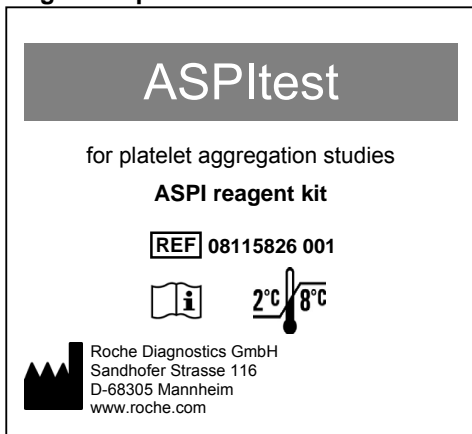 ASPItest
for platelet aggregation studies
ASPI reagent kit
REF 08115826 001
i 2°C 8°C
Roche Diagnostics GmbH
Sandhofer Strasse 116
D-68305 Mannheim
www.roche.com